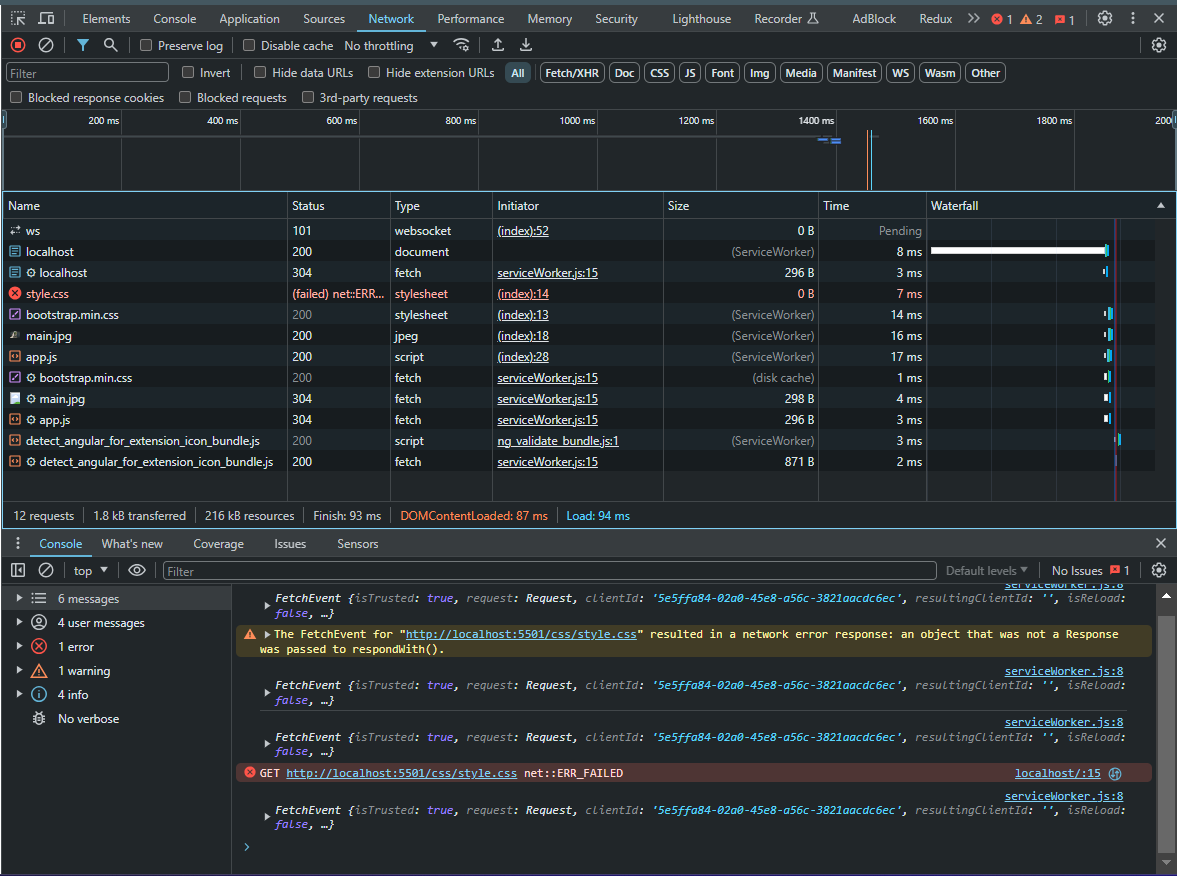 Elements Console Application Sources Network Performance Memory Security Lighthouse Recorder AdBlock Redux 1 2 1
Preserve log Disable cache No throttling
Filter Invert Hide data URLs Hide extension URLs All Fetch/XHR Doc CSS JS Font Img Media Manifest WS Wasm Other
Blocked response cookies Blocked requests 3rd-party requests
200 ms 400 ms 600 ms 800 ms 1000 ms 1200 ms 1400 ms 1600 ms 1800 ms 200
Name Status Type Initiator Size Time Waterfall
ws 101 websocket (index):52 0 B Pending
localhost 200 document (ServiceWorker) 8 ms
localhost 304 fetch serviceWorker.js:15 296 B 3 ms
style.css (failed) net::ERR... stylesheet (index):14 0 B 7 ms
bootstrap.min.css 200 stylesheet (index):13 (ServiceWorker) 14 ms
main.jpg 200 jpeg (index):18 (ServiceWorker) 16 ms
app.js 200 script (index):28 (ServiceWorker) 17 ms
bootstrap.min.css 200 fetch serviceWorker.js:15 (disk cache) 1 ms
main.jpg 304 fetch serviceWorker.js:15 298 B 4 ms
app.js 304 fetch serviceWorker.js:15 296 B 3 ms
detect_angular_for_extension_icon_bundle.js 200 script ng_validate_bundle.js:1 (ServiceWorker) 3 ms
detect_angular_for_extension_icon_bundle.js 200 fetch serviceWorker.js:15 871 B 2 ms
12 requests 1.8 kB transferred 216 kB resources Finish: 93 ms DOMContentLoaded: 87 ms Load: 94 ms
Console What's new Coverage Issues Sensors
top Filter Default levels No Issues 1
6 messages
4 user messages
1 error
1 warning
4 info
No verbose
serviceWorker.js:8
FetchEvent {isTrusted: true, request: Request, clientId: '5e5ffa84-02a0-45e8-a56c-3821aacdc6ec', resultingClientId: '', isReload:
false, …}
The FetchEvent for "http://localhost:5501/css/style.css" resulted in a network error response: an object that was not a Response
was passed to respondWith().
serviceWorker.js:8
FetchEvent {isTrusted: true, request: Request, clientId: '5e5ffa84-02a0-45e8-a56c-3821aacdc6ec', resultingClientId: '', isReload:
false, …}
serviceWorker.js:8
FetchEvent {isTrusted: true, request: Request, clientId: '5e5ffa84-02a0-45e8-a56c-3821aacdc6ec', resultingClientId: '', isReload:
false, …}
GET http://localhost:5501/css/style.css net::ERR_FAILED localhost/:15
serviceWorker.js:8
FetchEvent {isTrusted: true, request: Request, clientId: '5e5ffa84-02a0-45e8-a56c-3821aacdc6ec', resultingClientId: '', isReload:
false, …}